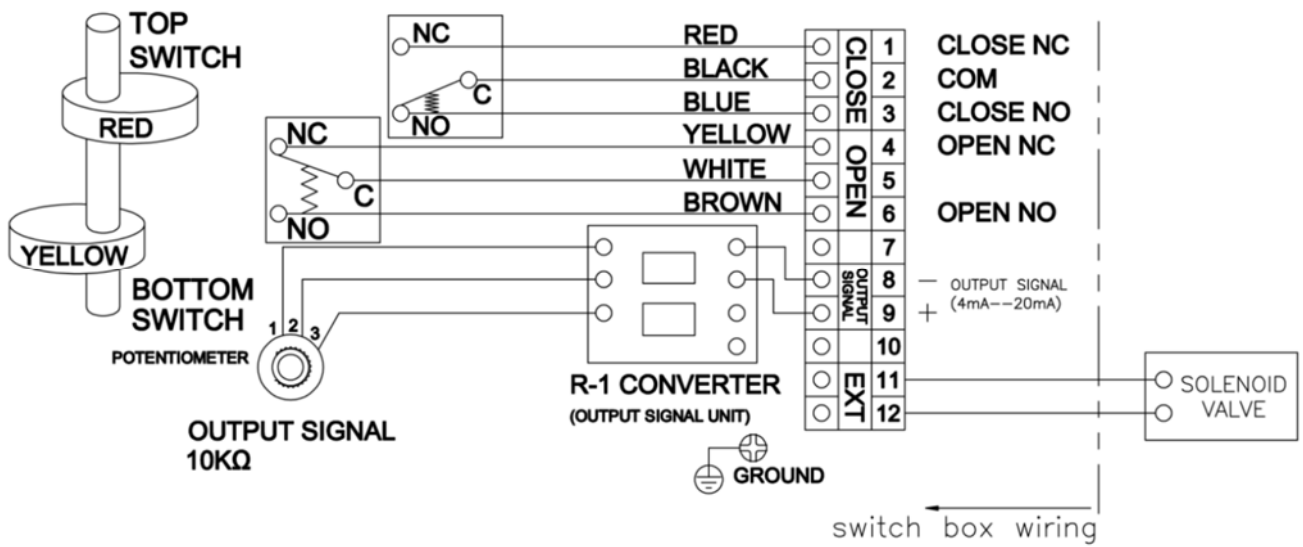 TOP
SWITCH
RED
YELLOW
BOTTOM
SWITCH
NC
C
NO
NC
C
NO
RED
BLACK
BLUE
YELLOW
WHITE
BROWN
CLOSE
OPEN
OUTPUT
SIGNAL
EXT
1
2
3
4
5
6
7
8
9
10
11
12
CLOSE NC
COM
CLOSE NO
OPEN NC
OPEN NO
− OUTPUT SIGNAL
+ (4mA--20mA)
1 2 3
POTENTIOMETER
OUTPUT SIGNAL
10KΩ
R-1 CONVERTER
(OUTPUT SIGNAL UNIT)
GROUND
SOLENOID
VALVE
switch box wiring